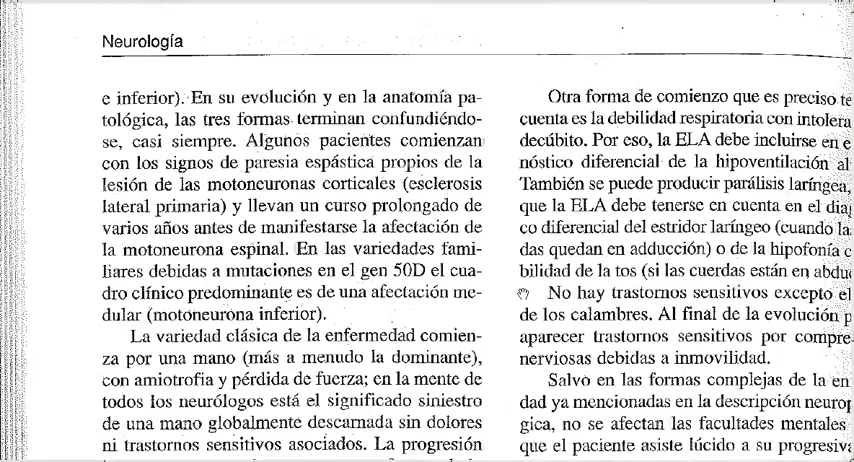 Neurología
e inferior). En su evolución y en la anatomía pa-
tológica, las tres formas terminan confundiéndo-
se, casi siempre. Algunos pacientes comienzan
con los signos de paresia espástica propios de la
lesión de las motoneuronas corticales (esclerosis
lateral primaria) y llevan un curso prolongado de
varios años antes de manifestarse la afectación de
la motoneurona espinal. En las variedades fami-
liares debidas a mutaciones en el gen 50D el cua-
dro clínico predominante es de una afectación me-
dular (motoneurona inferior).
La variedad clásica de la enfermedad comien-
za por una mano (más a menudo la dominante),
con amiotrofia y pérdida de fuerza; en la mente de
todos los neurólogos está el significado siniestro
de una mano globalmente descarnada sin dolores
ni trastornos sensitivos asociados. La progresión
Otra forma de comienzo que es preciso te
cuenta es la debilidad respiratoria con intolera
decúbito. Por eso, la ELA debe incluirse en e
nóstico diferencial de la hipoventilación al
También se puede producir parálisis laríngea,
que la ELA debe tenerse en cuenta en el diag
co diferencial del estridor laríngeo (cuando la
das quedan en adducción) o de la hipofonía c
bilidad de la tos (si las cuerdas están en abduc
No hay trastornos sensitivos excepto el
de los calambres. Al final de la evolución p
aparecer trastornos sensitivos por compre
nerviosas debidas a inmovilidad.
Salvo en las formas complejas de la en
dad ya mencionadas en la descripción neurop
gica, no se afectan las facultades mentales
que el paciente asiste lúcido a su progresiva